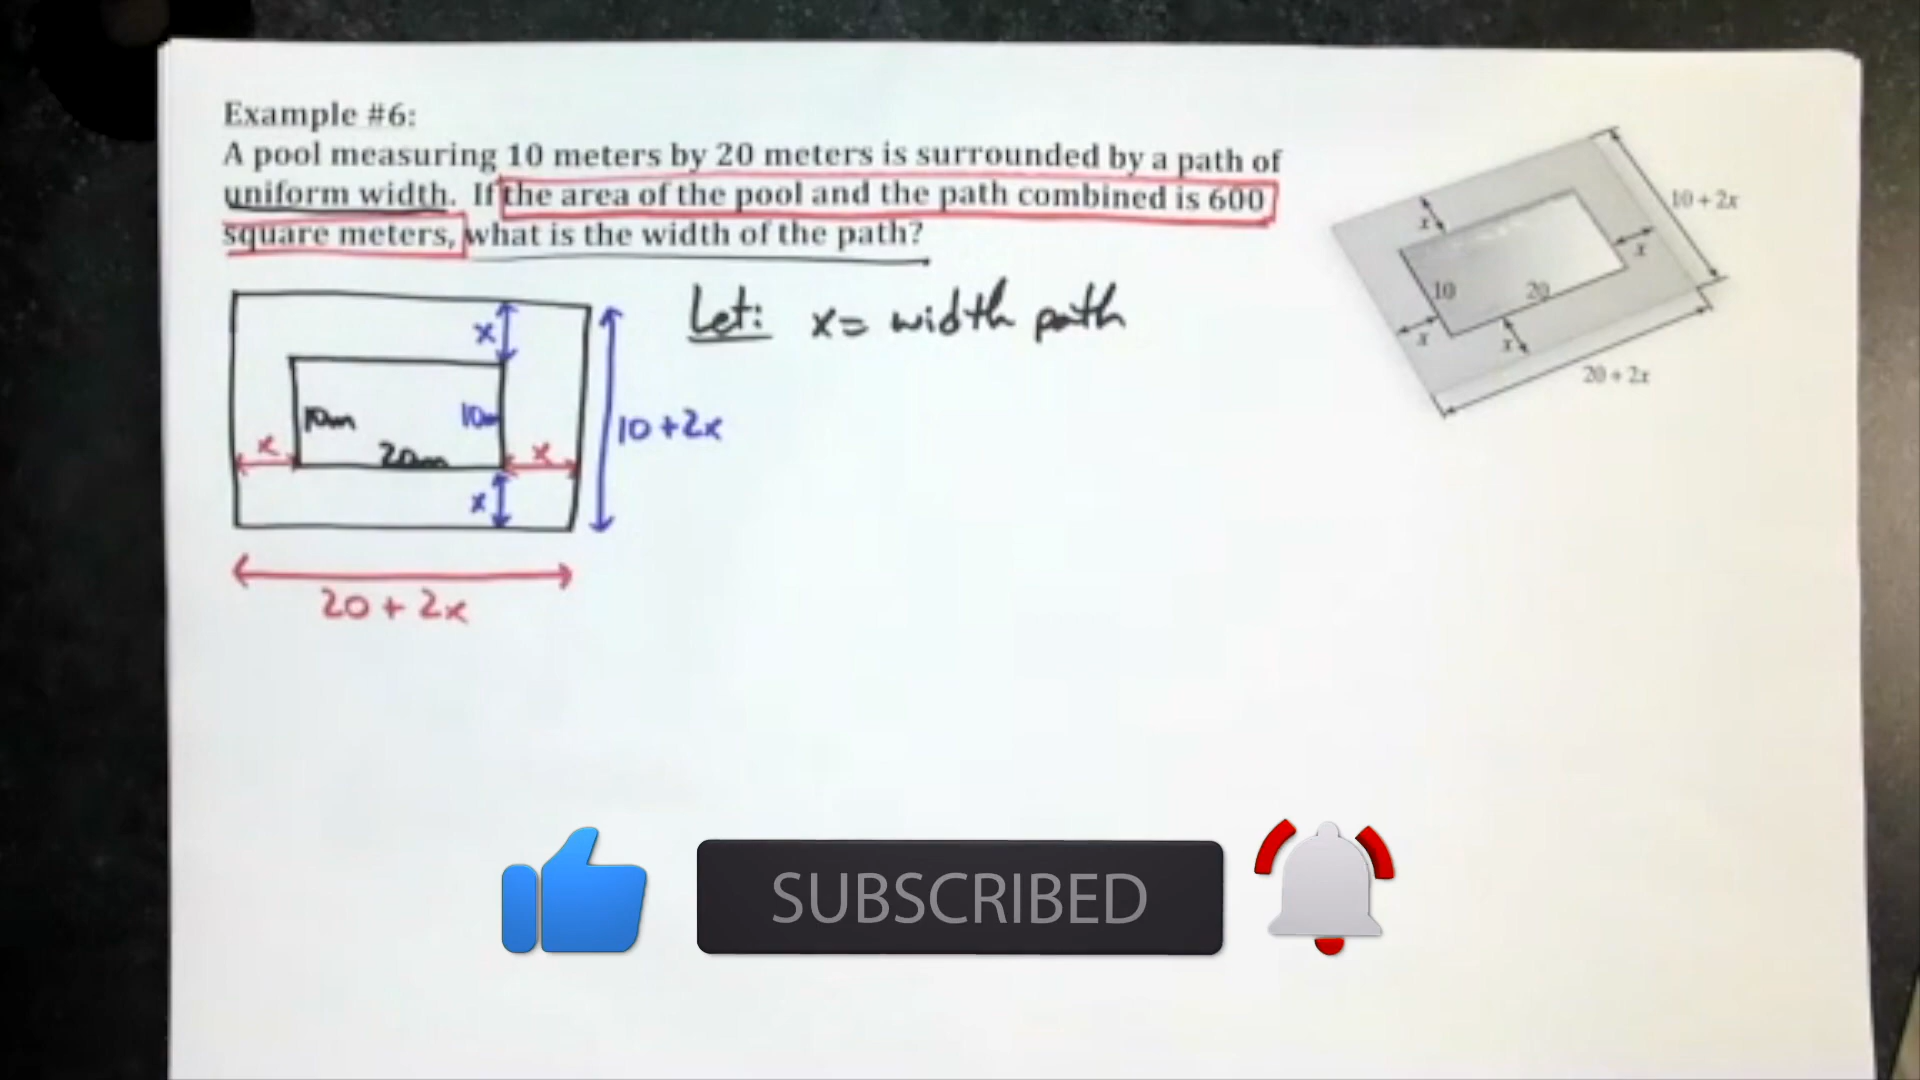 Example #6:
A pool measuring 10 meters by 20 meters is surrounded by a path of
uniform width. If the area of the pool and the path combined is 600
square meters, what is the width of the path?
Let: x = width path
x
10m
10m
20m
x
x
x
10+2x
20 + 2x
10 + 2x
x
x
10
20
x
x
20 + 2x
SUBSCRIBED